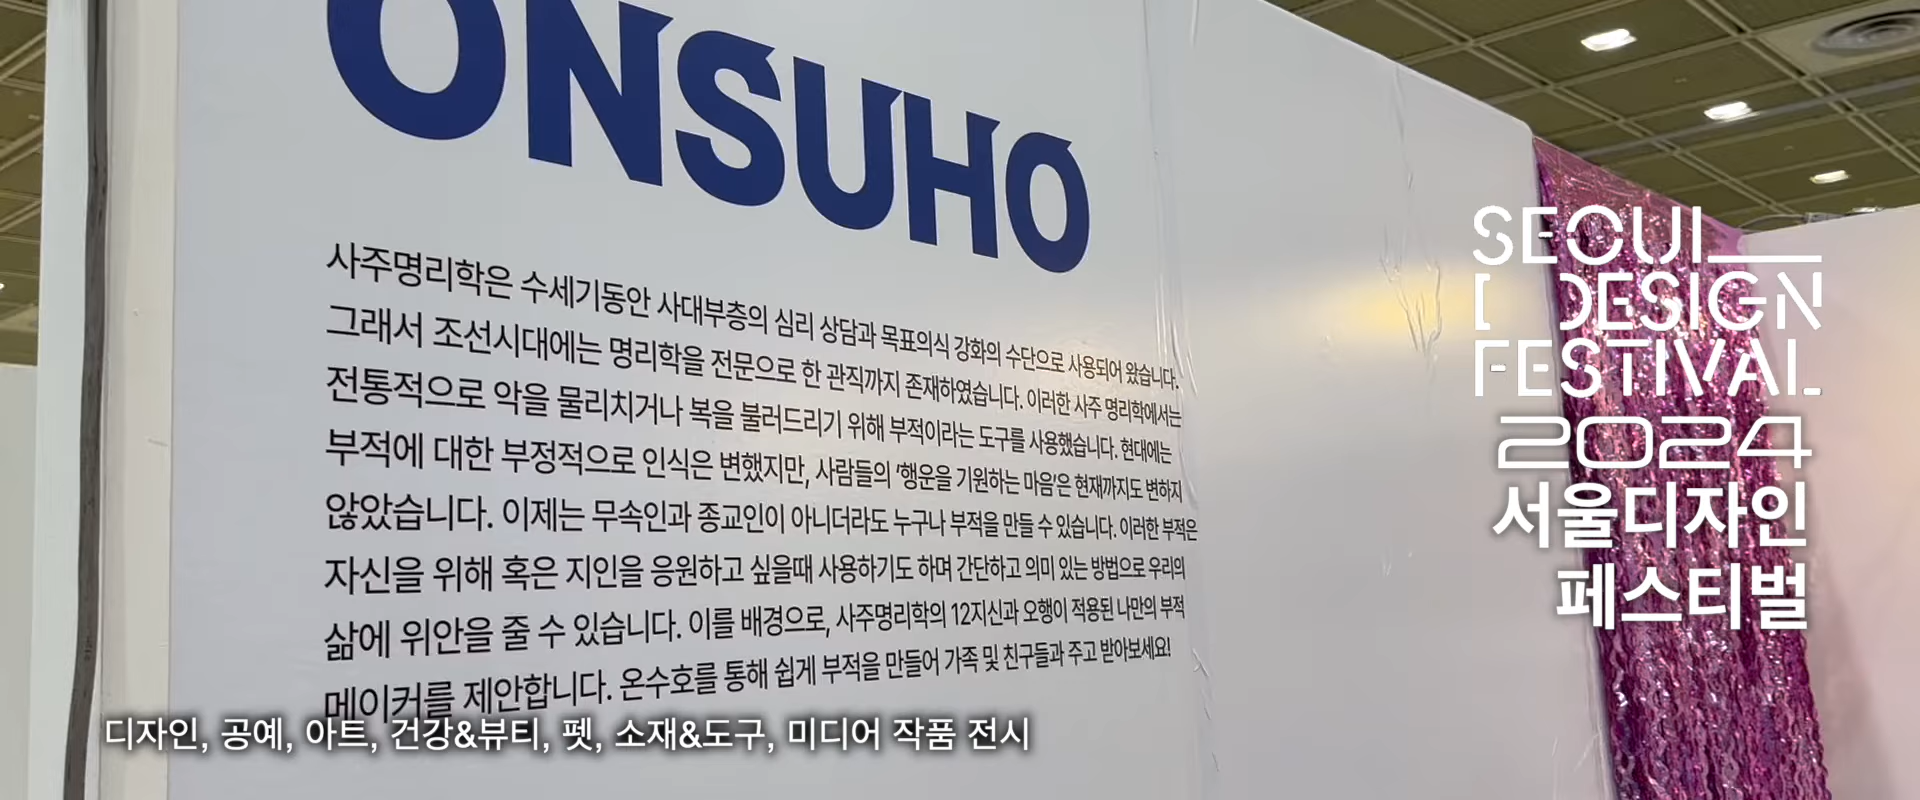 ONSUHO
사주명리학은 수세기동안 사대부층의 심리 상담과 목표의식 강화의 수단으로 사용되어 왔습니다.
그래서 조선시대에는 명리학을 전문으로 한 관직까지 존재하였습니다. 이러한 사주 명리학에서는
전통적으로 악을 물리치거나 복을 불러드리기 위해 부적이라는 도구를 사용했습니다. 현대에는
부적에 대한 부정적으로 인식은 변했지만, 사람들의 '행운을 기원하는 마음'은 현재까지도 변하지
않았습니다. 이제는 무속인과 종교인이 아니더라도 누구나 부적을 만들 수 있습니다. 이러한 부적은
자신을 위해 혹은 지인을 응원하고 싶을때 사용하기도 하며 간단하고 의미 있는 방법으로 우리의
삶에 위안을 줄 수 있습니다. 이를 배경으로, 사주명리학의 12지신과 오행이 적용된 나만의 부적
메이커를 제안합니다. 온수호를 통해 쉽게 부적을 만들어 가족 및 친구들과 주고 받아보세요!
SEOUL
DESIGN
FESTIVAL
2024
서울디자인
페스티벌
디자인, 공예, 아트, 건강&뷰티, 펫, 소재&도구, 미디어 작품 전시